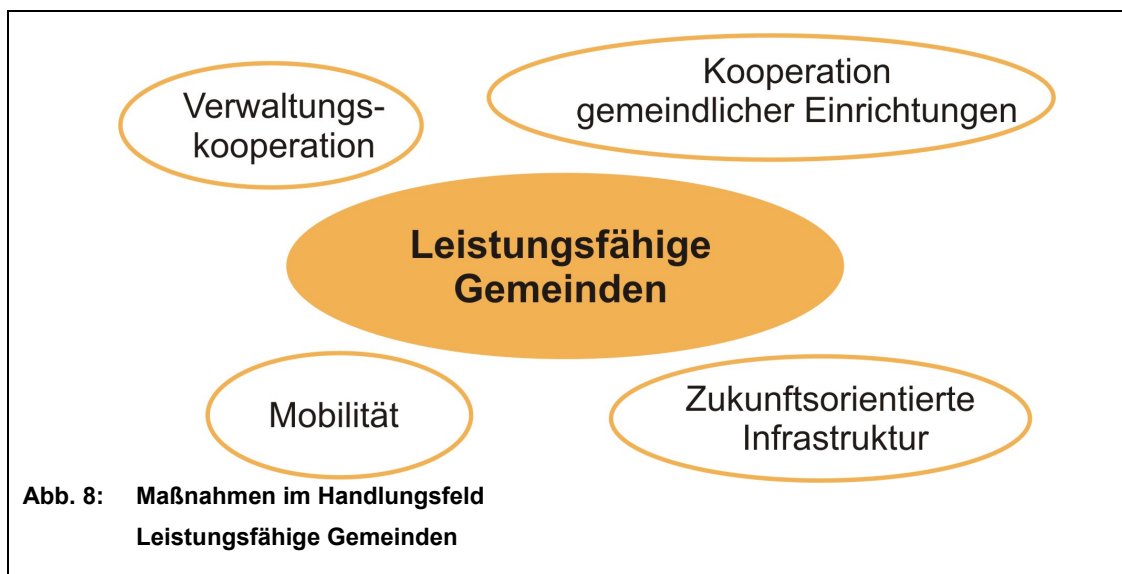 Verwaltungs-
kooperation
Kooperation
gemeindlicher Einrichtungen
Leistungsfähige
Gemeinden
Mobilität
Zukunftsorientierte
Infrastruktur
Abb. 8: Maßnahmen im Handlungsfeld
Leistungsfähige Gemeinden